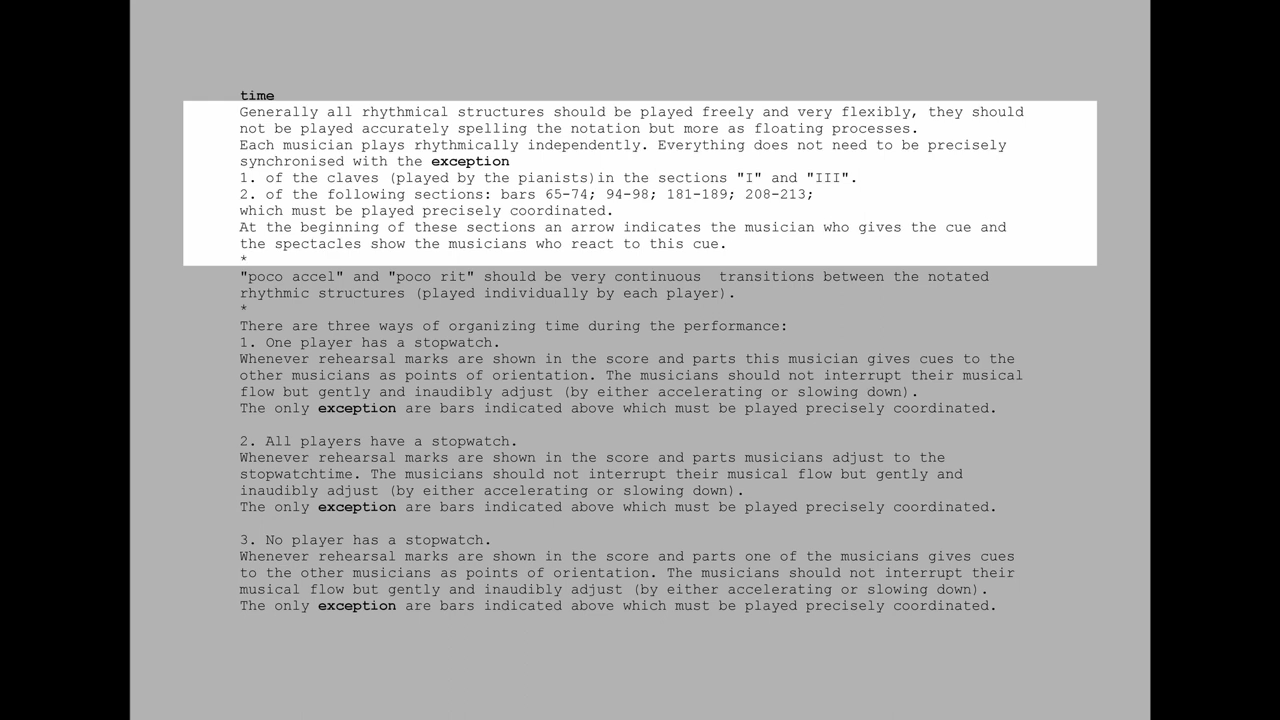 time
Generally all rhythmical structures should be played freely and very flexibly, they should
not be played accurately spelling the notation but more as floating processes.
Each musician plays rhythmically independently. Everything does not need to be precisely
synchronised with the exception
1. of the claves (played by the pianists)in the sections "I" and "III".
2. of the following sections: bars 65-74; 94-98; 181-189; 208-213;
which must be played precisely coordinated.
At the beginning of these sections an arrow indicates the musician who gives the cue and
the spectacles show the musicians who react to this cue.
*
"poco accel" and "poco rit" should be very continuous  transitions between the notated
rhythmic structures (played individually by each player).
*
There are three ways of organizing time during the performance:
1. One player has a stopwatch.
Whenever rehearsal marks are shown in the score and parts this musician gives cues to the
other musicians as points of orientation. The musicians should not interrupt their musical
flow but gently and inaudibly adjust (by either accelerating or slowing down).
The only exception are bars indicated above which must be played precisely coordinated.

2. All players have a stopwatch.
Whenever rehearsal marks are shown in the score and parts musicians adjust to the
stopwatchtime. The musicians should not interrupt their musical flow but gently and
inaudibly adjust (by either accelerating or slowing down).
The only exception are bars indicated above which must be played precisely coordinated.

3. No player has a stopwatch.
Whenever rehearsal marks are shown in the score and parts one of the musicians gives cues
to the other musicians as points of orientation. The musicians should not interrupt their
musical flow but gently and inaudibly adjust (by either accelerating or slowing down).
The only exception are bars indicated above which must be played precisely coordinated.